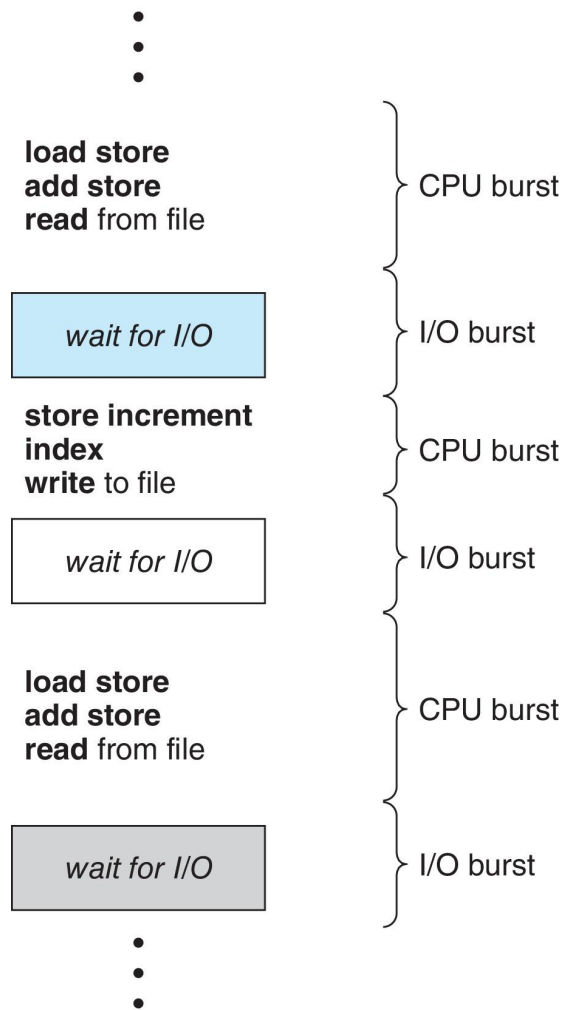 load store
add store
read from file
CPU burst
wait for I/O
I/O burst
store increment
index
write to file
CPU burst
wait for I/O
I/O burst
load store
add store
read from file
CPU burst
wait for I/O
I/O burst